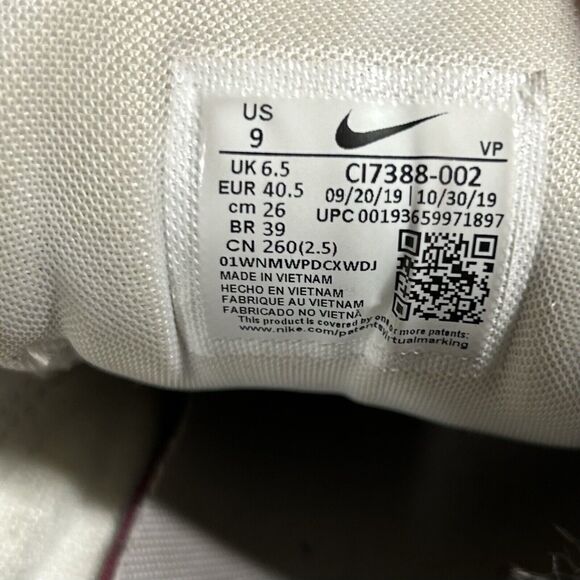 US
9
VP
UK 6.5
EUR 40.5
cm 26
BR 39
CN 260(2.5)
CI7388-002
09/20/19 | 10/30/19
UPC 00193659971897
01WNMWPDCXWDJ
MADE IN VIETNAM
HECHO EN VIETNAM
FABRIQUE AU VIETNAM
FABRICADO NO VIETNÃ
This product is covered by one or more patents:
www.nike.com/patentsvirtualmarking